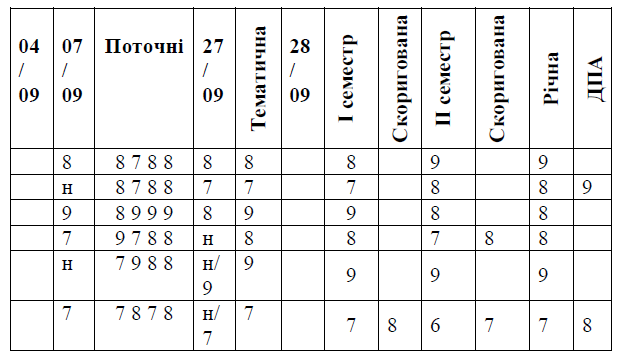 04 / 09 07 / 09 Поточні 27 / 09 Тематична 28 / 09 І семестр Скоригована ІІ семестр Скоригована Річна ДПА
8 8 7 8 8 8 8 8 9 9
н 8 7 8 8 7 7 7 8 8 9
9 8 9 9 9 8 9 9 8 8
7 9 7 8 8 н 8 8 7 8 8
н 7 9 8 8 н/ 9 9 9 9 9
7 7 8 7 8 н/ 7 7 7 8 6 7 7 8